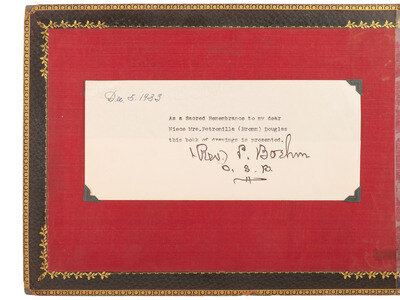 Dec 5. 1933
As a Sacred Remembrance to my dear
Niece Mrs. Petronilla (Bromm) Douglas
this book of drawings is presented.
(Rev.) P. Boehm
O. S. B.